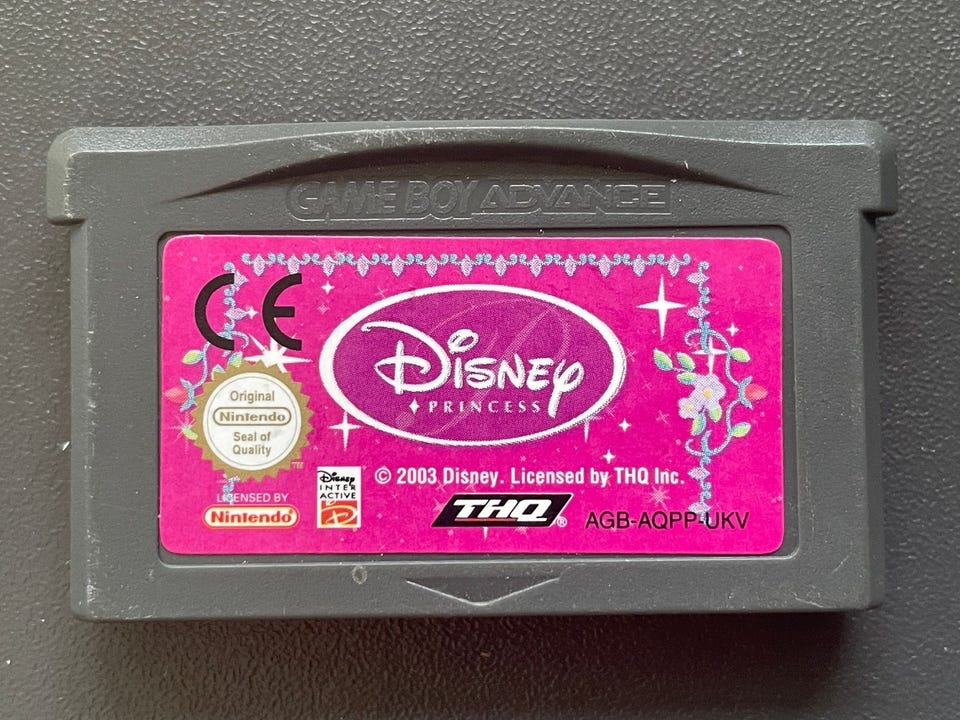 GAME BOY ADVANCE
CE
Disney
PRINCESS
Original
Nintendo
Seal of
Quality
TM
© 2003 Disney. Licensed by THQ Inc.
LICENSED BY
Nintendo
Disney
INTER
ACTIVE
THQ®
AGB-AQPP-UKV